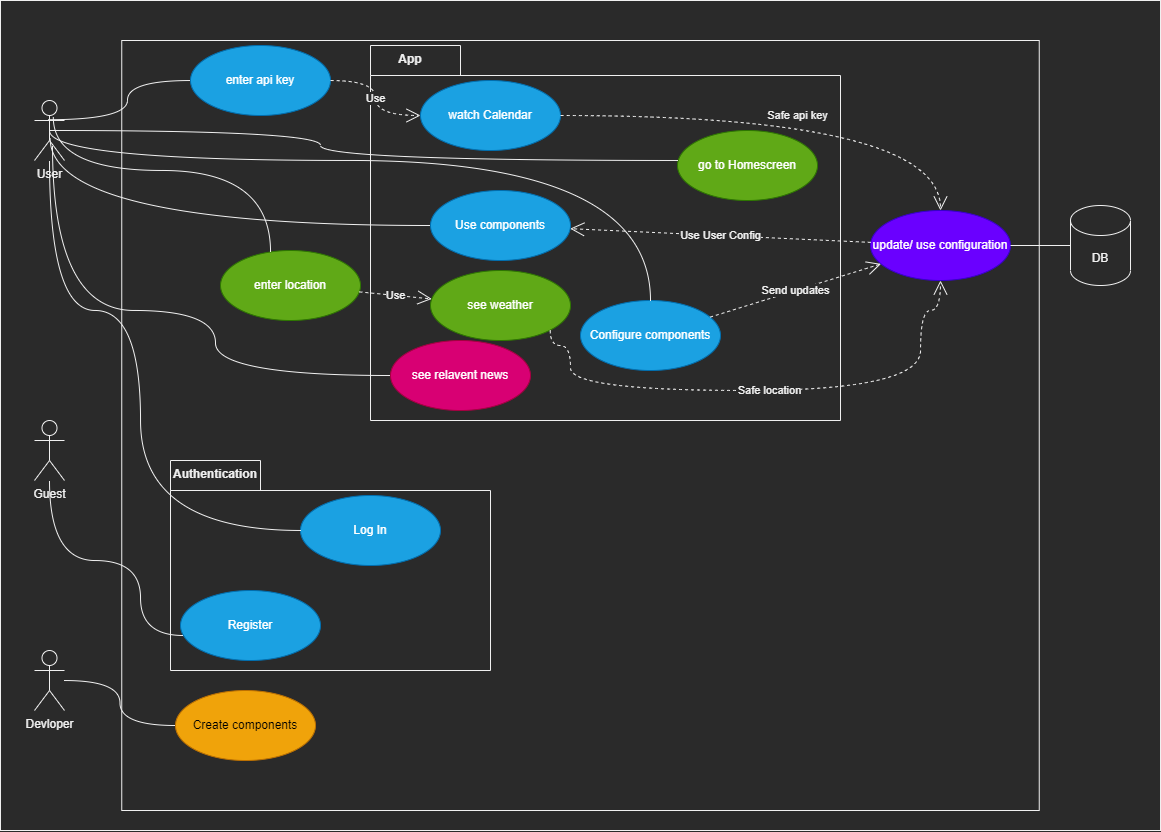 App
enter api key
Use
watch Calendar
Safe api key
User
go to Homescreen
Use components
Use User Config
update/ use configuration
DB
enter location
Use
see weather
Send updates
Configure components
see relavent news
Safe location
Guest
Authentication
Log In
Register
Devloper
Create components